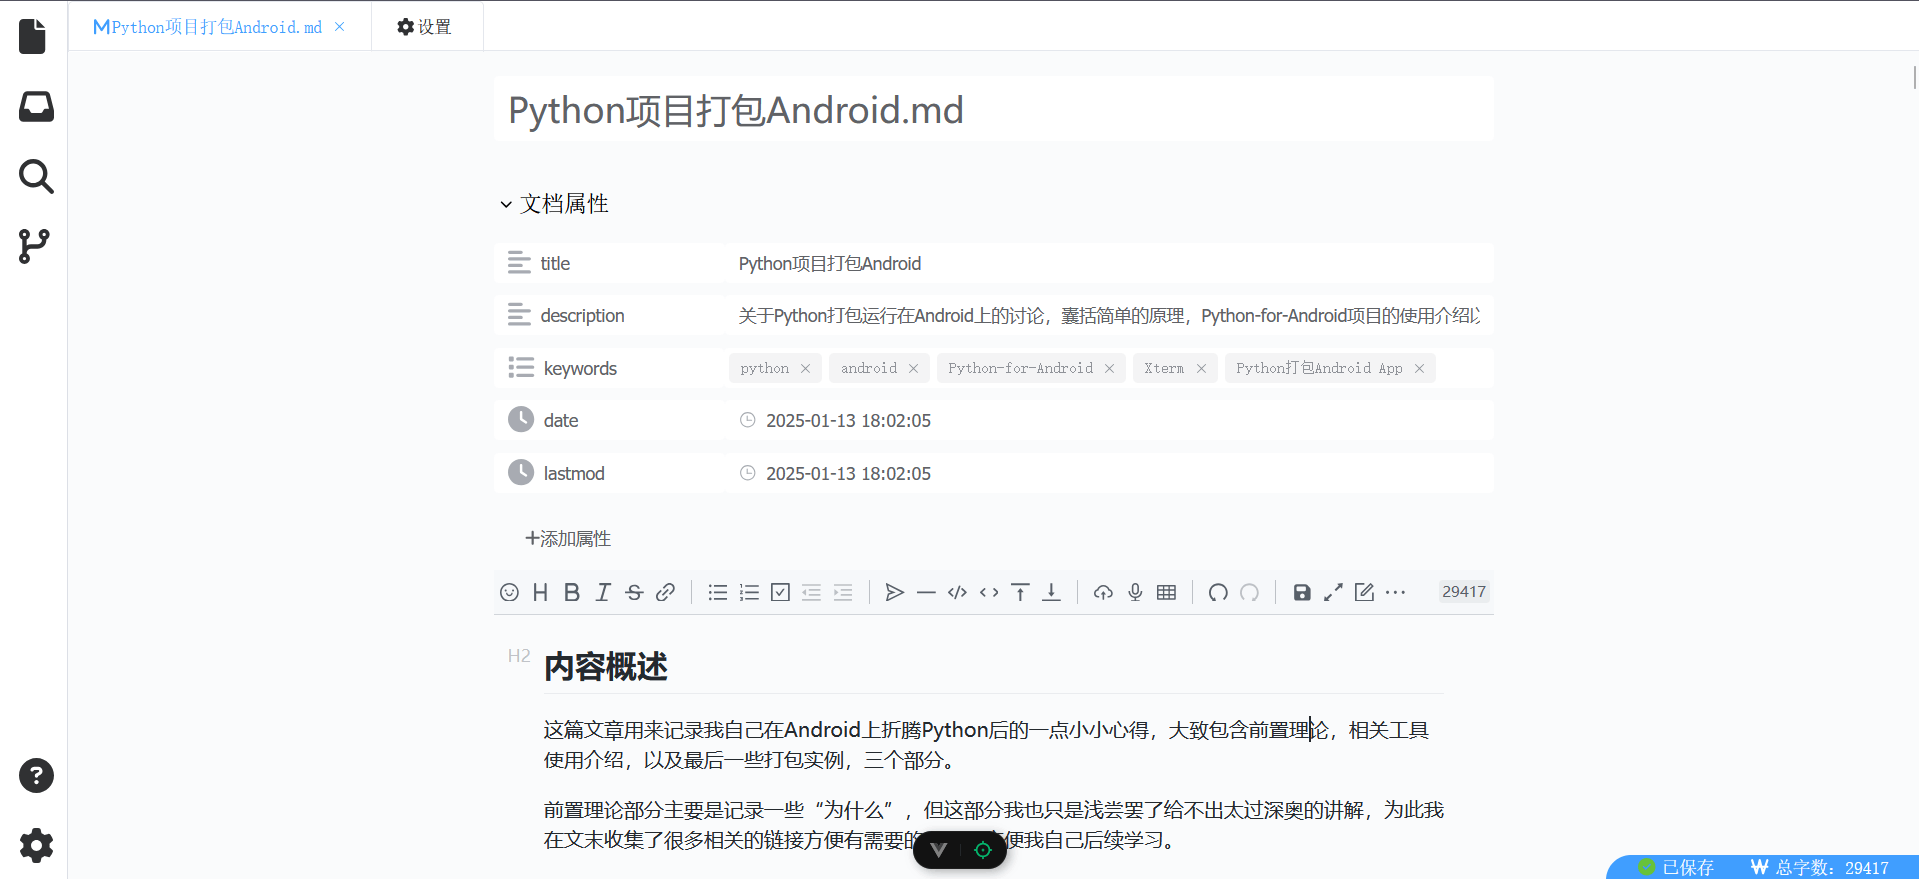 Python项目打包Android.md
设置
Python项目打包Android.md
文档属性
title
Python项目打包Android
description
关于Python打包运行在Android上的讨论，囊括简单的原理，Python-for-Android项目的使用介绍以
keywords
python
android
Python-for-Android
Xterm
Python打包Android App
date
2025-01-13 18:02:05
lastmod
2025-01-13 18:02:05
+添加属性
29417
H2
内容概述
这篇文章用来记录我自己在Android上折腾Python后的一点小小心得，大致包含前置理论，相关工具
使用介绍，以及最后一些打包实例，三个部分。
前置理论部分主要是记录一些“为什么”，但这部分我也只是浅尝罢了给不出太过深奥的讲解，为此我
在文末收集了很多相关的链接方便有需要的 便我自己后续学习。
已保存
总字数：29417